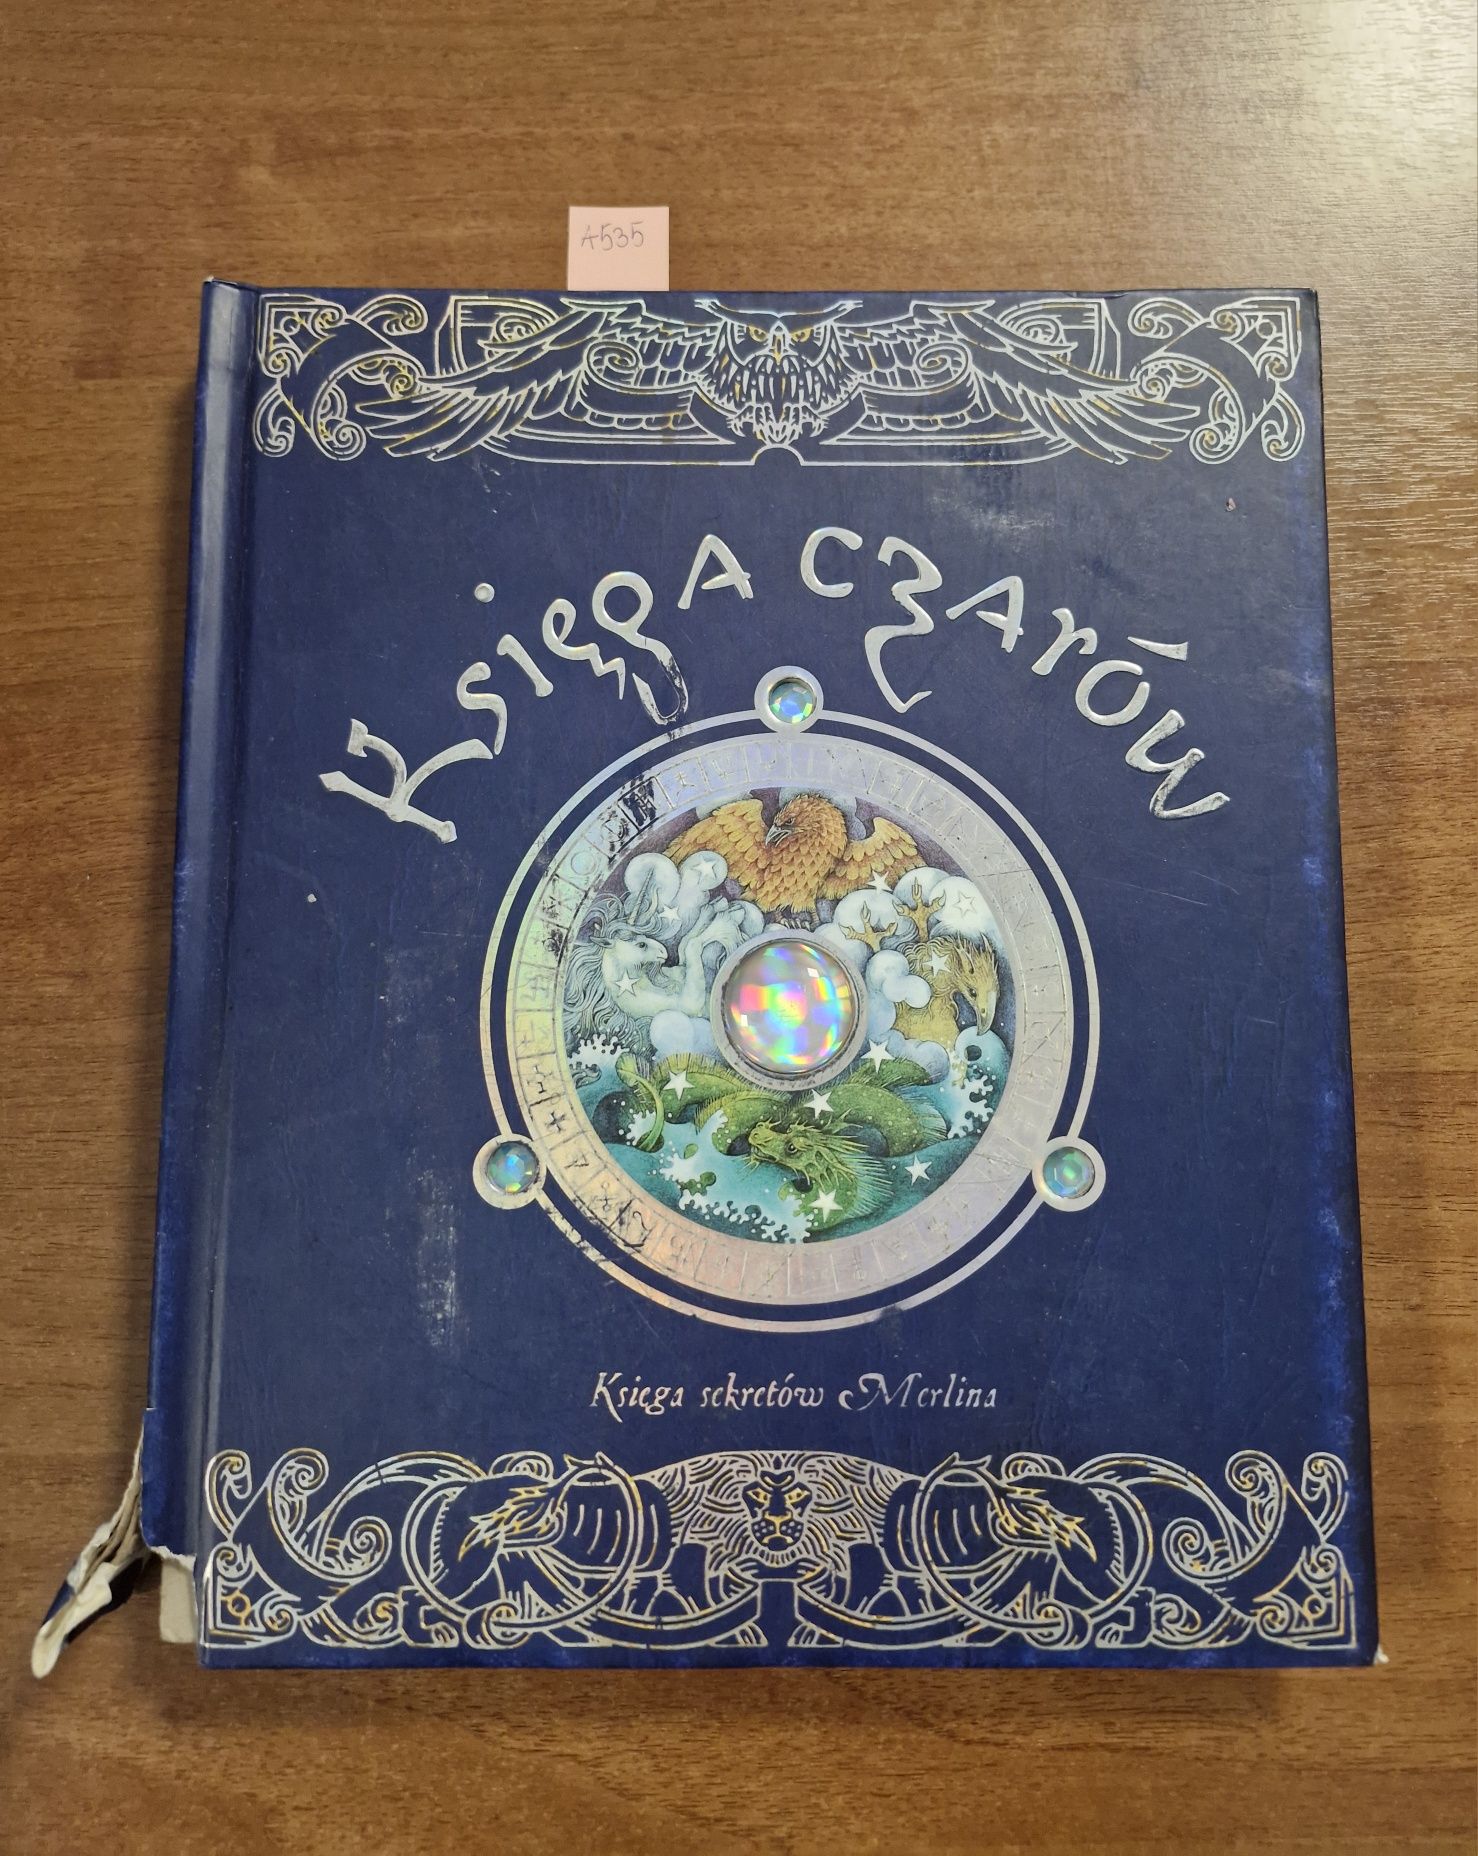 A535
Księga czarów
Księga sekretów Merlina